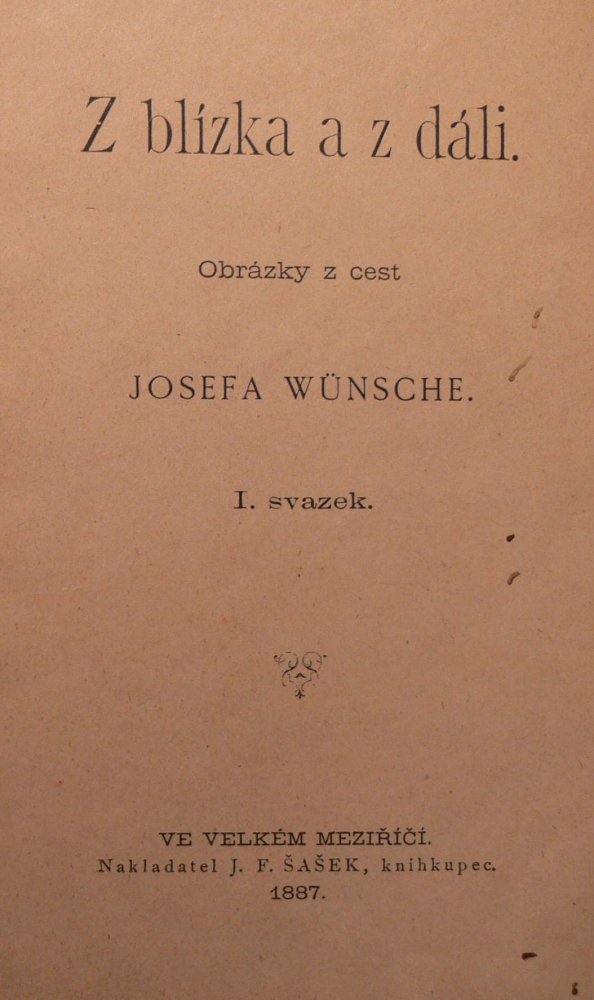 Z blízka a z dáli.
Obrázky z cest
JOSEFA WÜNSCHE.
I. svazek.
VE VELKÉM MEZIŘÍČÍ.
Nakladatel J. F. ŠAŠEK, knihkupec.
1887.